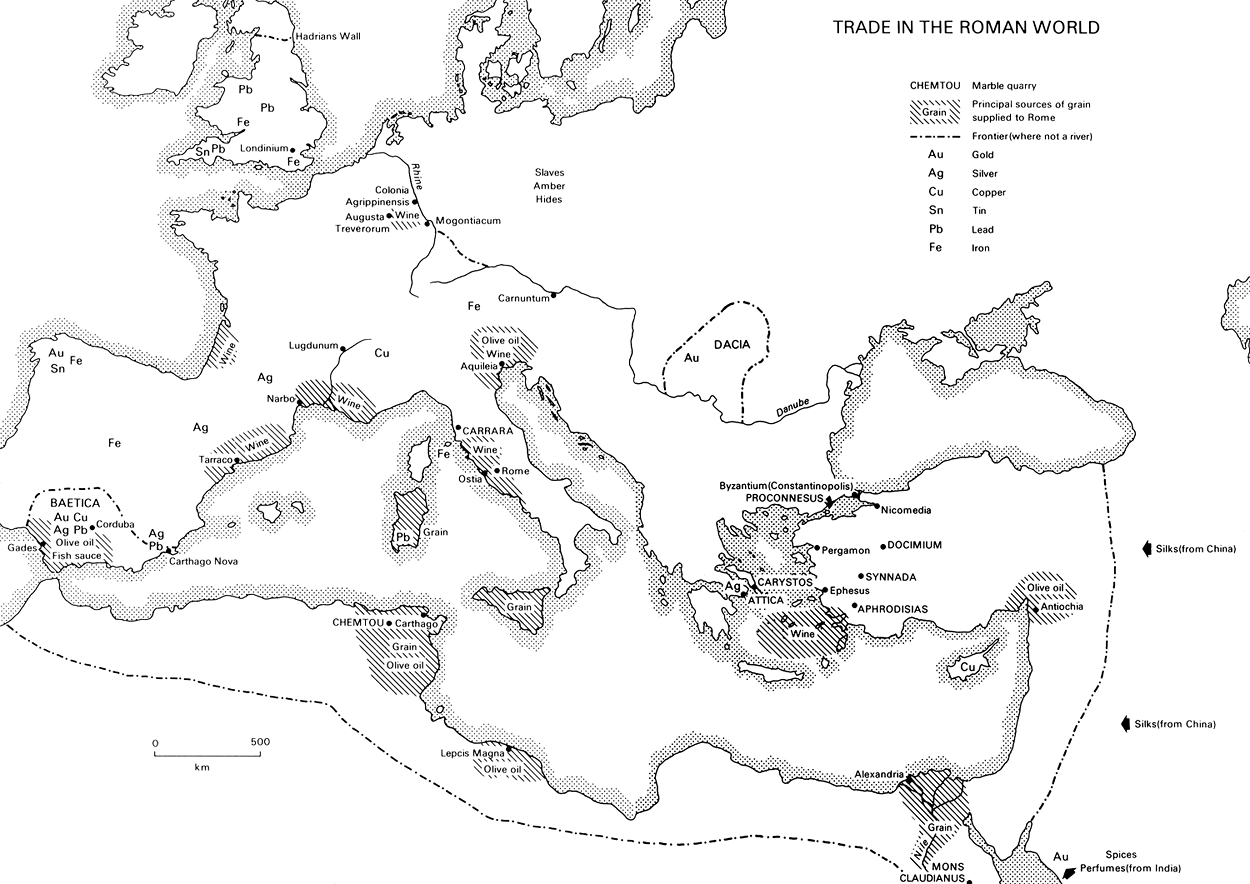 TRADE IN THE ROMAN WORLD
CHEMTOU Marble quarry
Grain Principal sources of grain
supplied to Rome
Frontier(where not a river)
Au Gold
Ag Silver
Cu Copper
Sn Tin
Pb Lead
Fe Iron
Hadrians Wall
Pb
Pb
Fe
Sn Pb
Londinium
Fe
Rhine
Colonia
Agrippinensis
Augusta
Treverorum
Wine
Mogontiacum
Slaves
Amber
Hides
Carnuntum
Fe
Wine
Lugdunum
Cu
Olive oil
Wine
Aquileia
DACIA
Au
Danube
Au
Fe
Sn
Ag
Narbo
Wine
Fe
Ag
Wine
Tarraco
CARRARA
Fe
Wine
Rome
Ostia
BAETICA
Au Cu
Ag Pb
Corduba
Olive oil
Fish sauce
Gades
Ag
Pb
Carthago Nova
Pb
Grain
Byzantium(Constantinopolis)
PROCONNESUS
Nicomedia
Pergamon
DOCIMIUM
Silks(from China)
CARYSTOS
SYNNADA
Ag
ATTICA
Ephesus
APHRODISIAS
Olive oil
Antiochia
Wine
Grain
CHEMTOU
Carthago
Grain
Olive oil
Cu
Silks(from China)
0 500
km
Lepcis Magna
Olive oil
Alexandria
Grain
Nile
MONS
CLAUDIANUS
Au
Spices
Perfumes(from India)